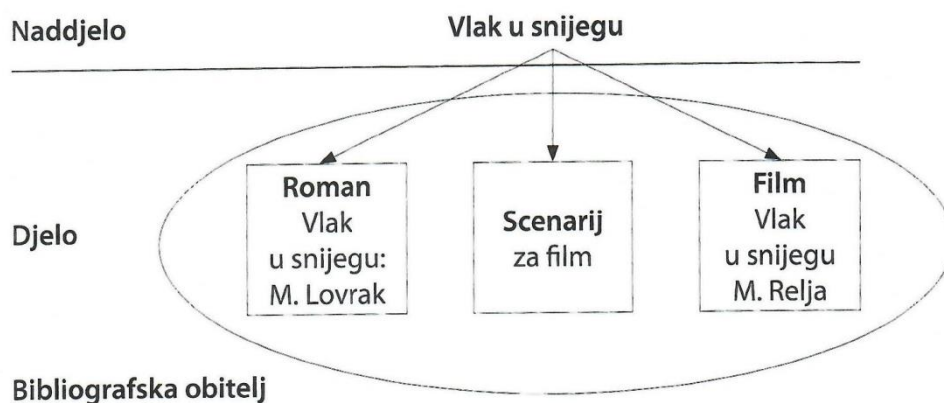 Naddjelo
Vlak u snijegu
Djelo
Roman
Vlak
u snijegu:
M. Lovrak
Scenarij
za film
Film
Vlak
u snijegu
M. Relja
Bibliografska obitelj